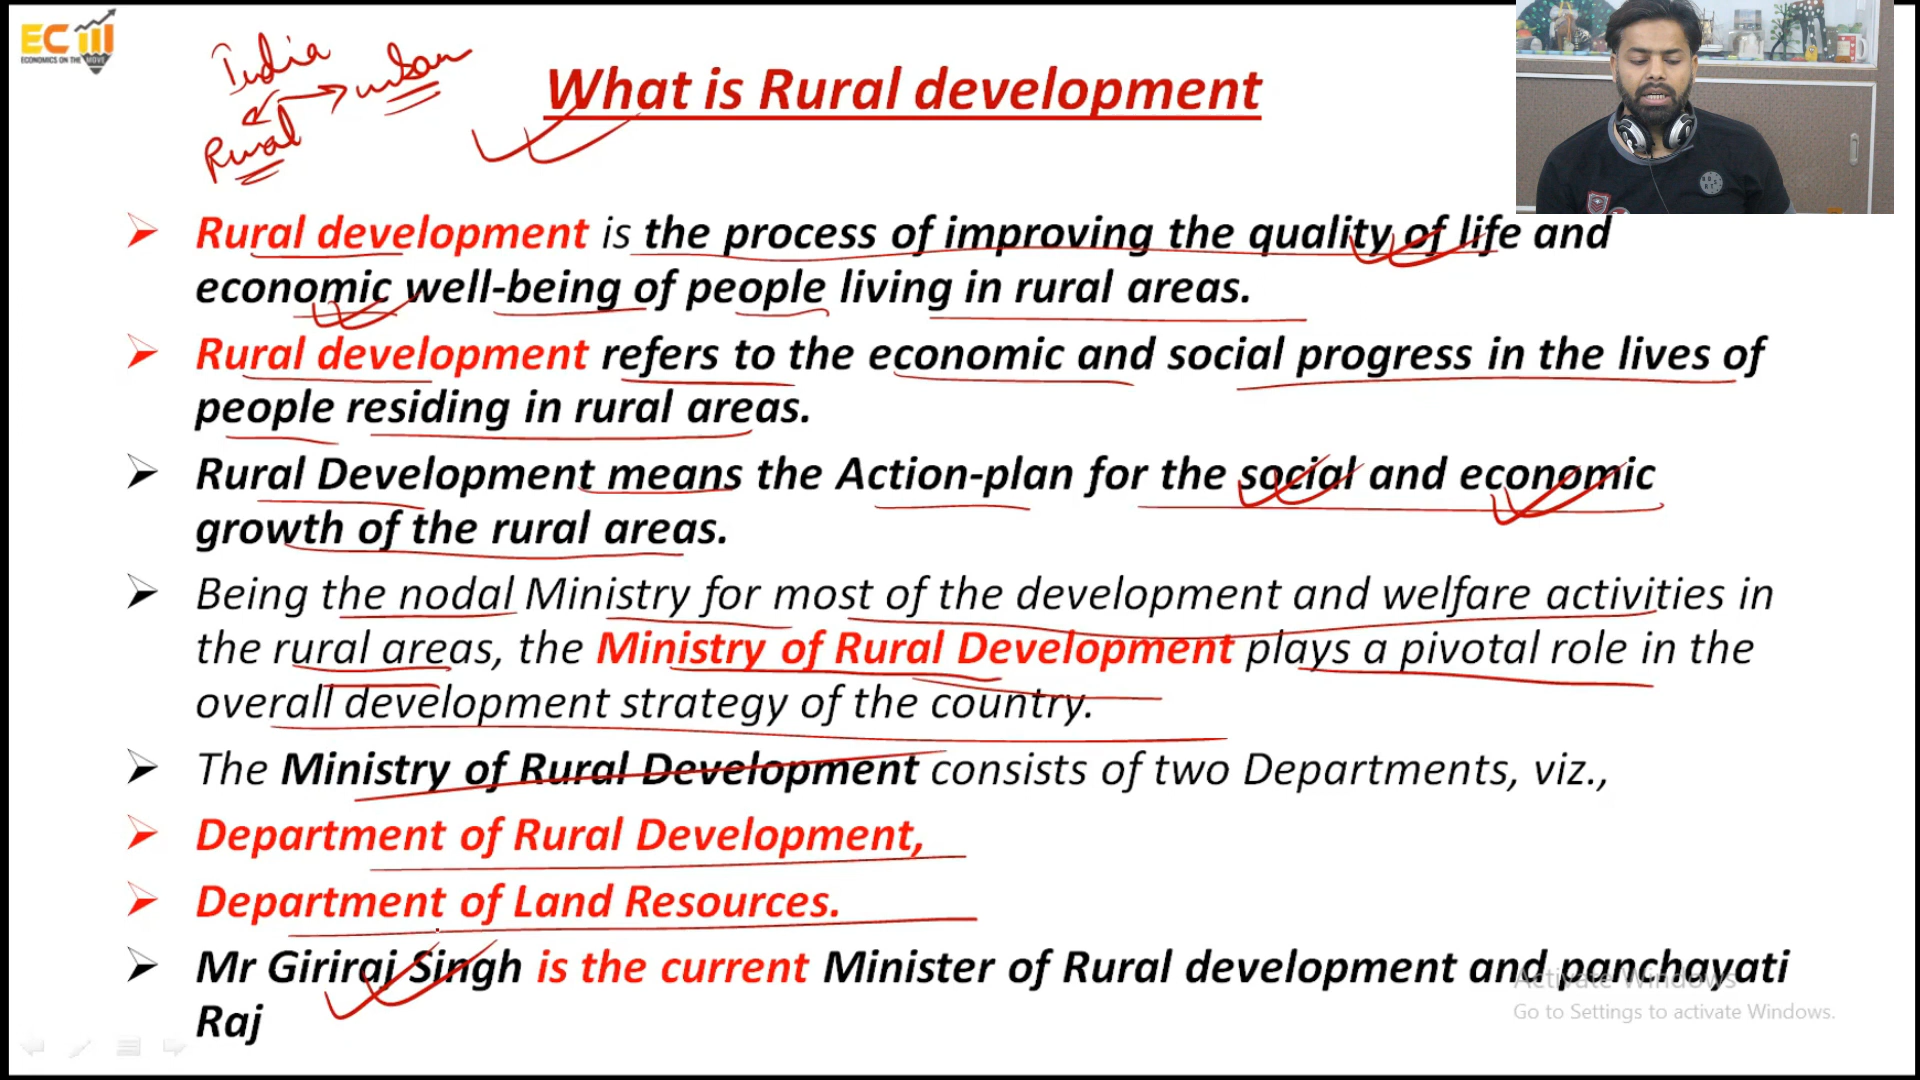 EC
ECONOMICS ON THE MOVE
India
Rural
urban
What is Rural development
Rural development is the process of improving the quality of life and
economic well-being of people living in rural areas.
Rural development refers to the economic and social progress in the lives of
people residing in rural areas.
Rural Development means the Action-plan for the social and economic
growth of the rural areas.
Being the nodal Ministry for most of the development and welfare activities in
the rural areas, the Ministry of Rural Development plays a pivotal role in the
overall development strategy of the country.
The Ministry of Rural Development consists of two Departments, viz.,
Department of Rural Development,
Department of Land Resources.
Mr Giriraj Singh is the current Minister of Rural development and panchayati
Raj
Activate Windows
Go to Settings to activate Windows.